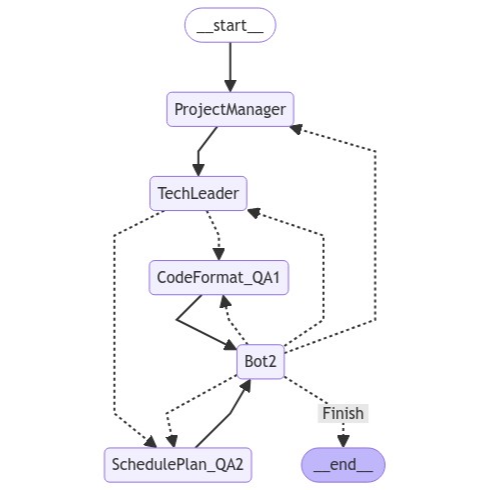 __start__
ProjectManager
TechLeader
CodeFormat_QA1
Bot2
Finish
SchedulePlan_QA2
__end__